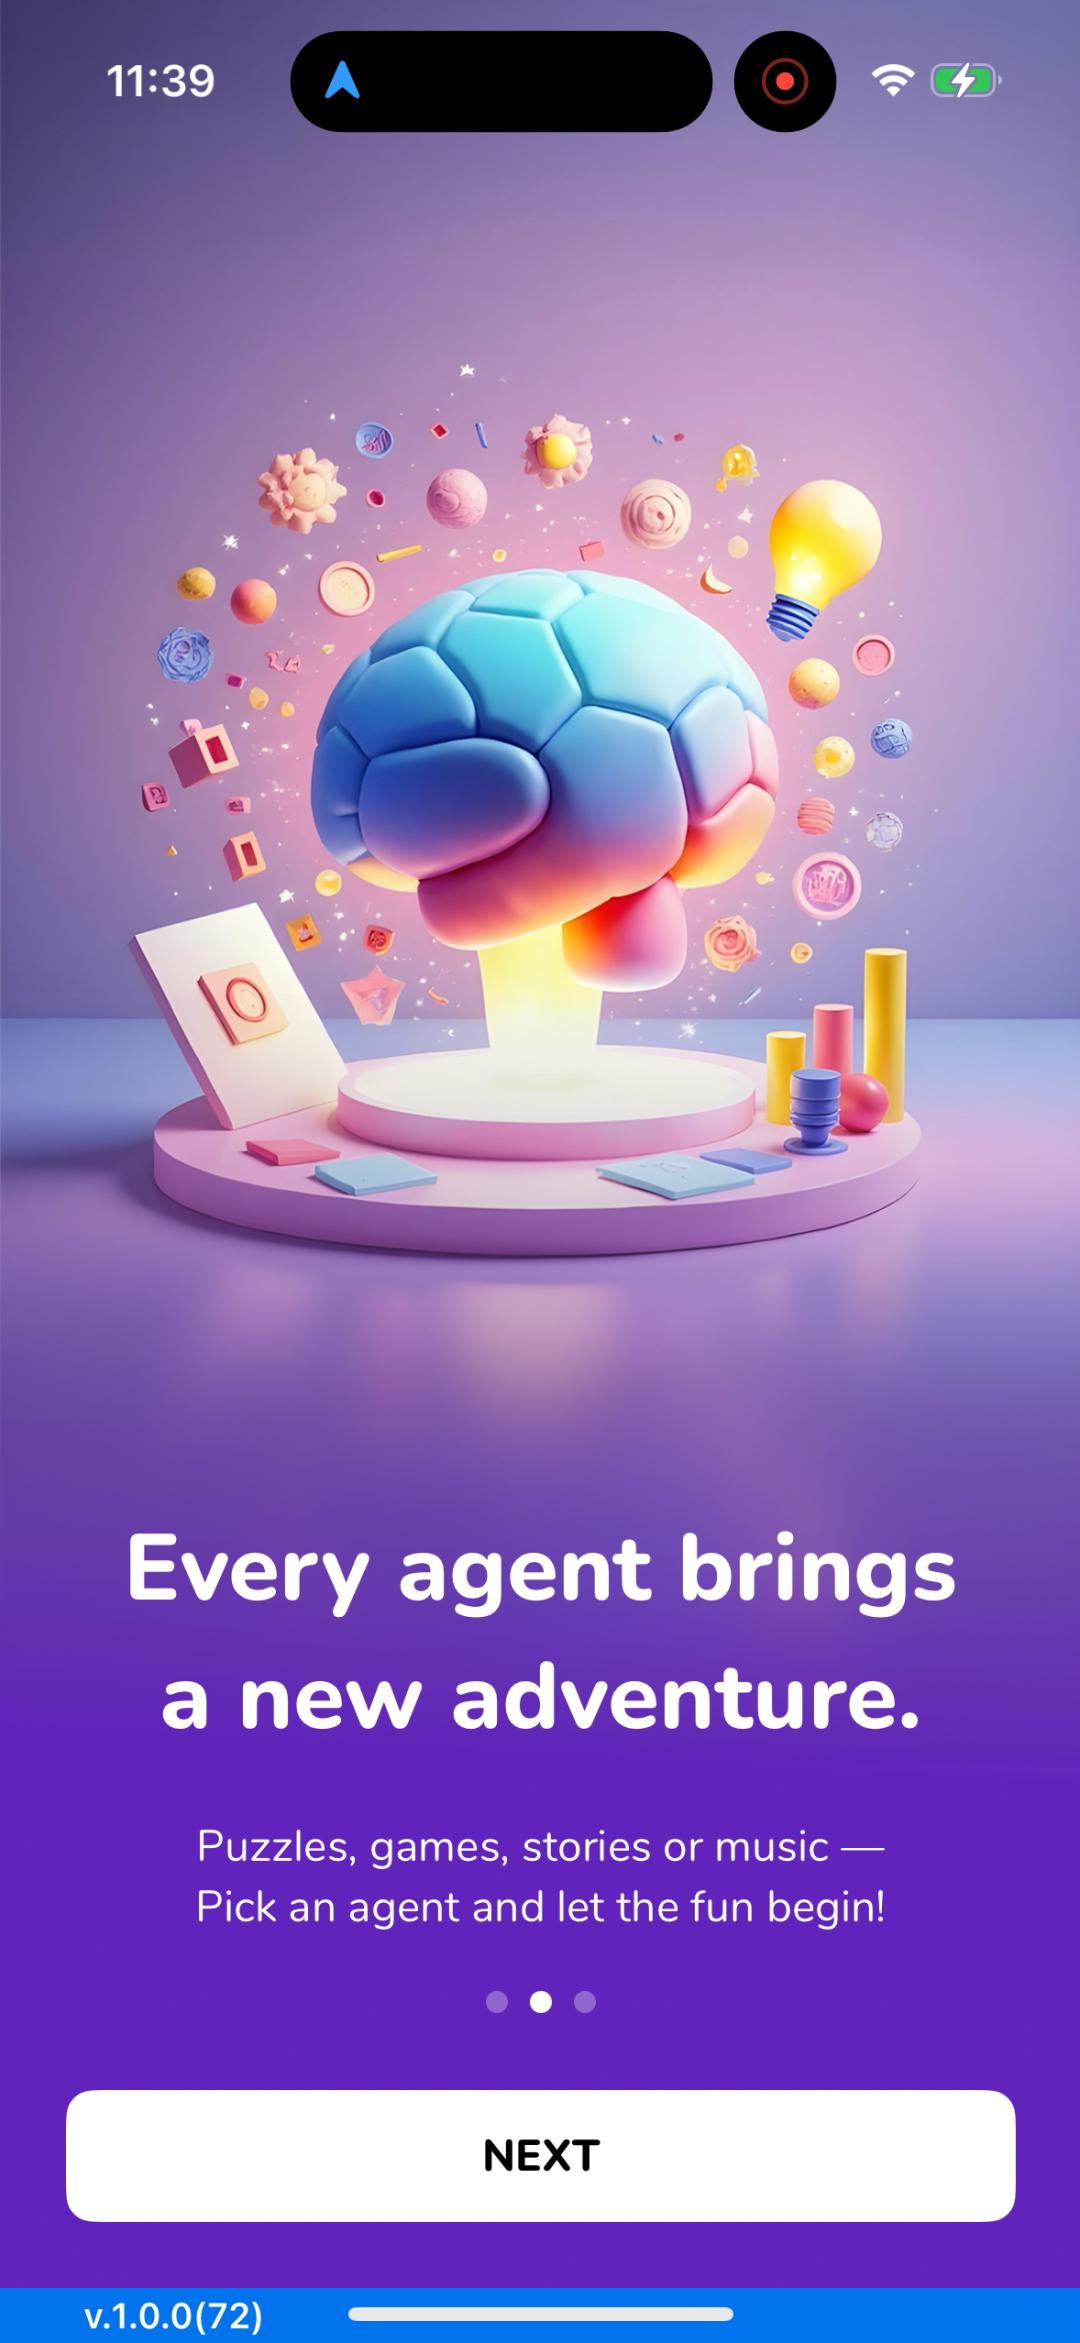 11:39
Every agent brings
a new adventure.
Puzzles, games, stories or music —
Pick an agent and let the fun begin!
NEXT
v.1.0.0(72)